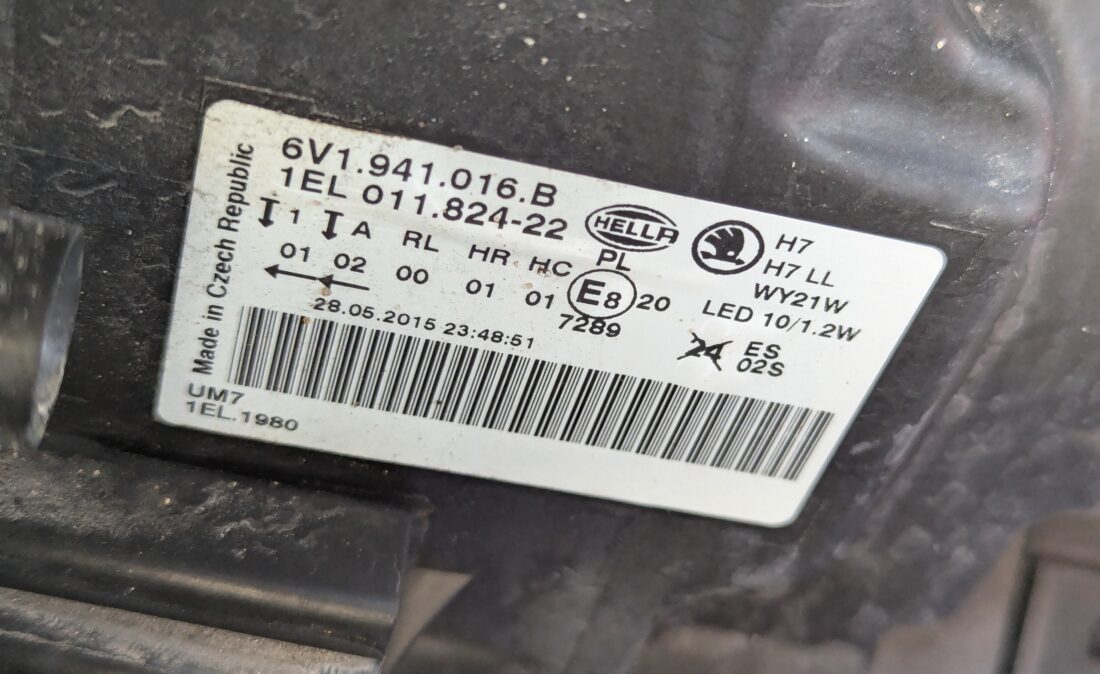 6V1.941.016.B
1EL 011.824-22
HELLA
1 A RL HR HC PL
01 02 00 01 01 E8 20
7289
H7
H7 LL
WY21W
LED 10/1.2W
24 ES
02S
28.05.2015 23:48:51
Made in Czech Republic
UM7
1EL.1980